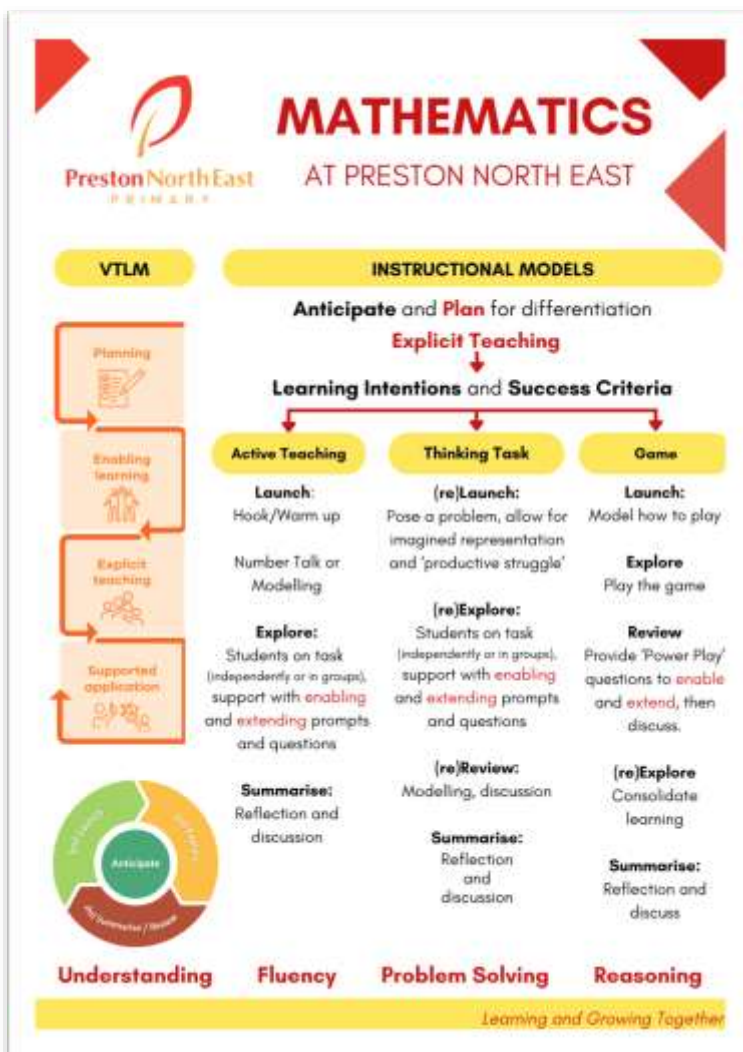 Preston North East
PRIMARY
MATHEMATICS
AT PRESTON NORTH EAST
VTLM
INSTRUCTIONAL MODELS
Anticipate and Plan for differentiation
Explicit Teaching
Learning Intentions and Success Criteria
Planning
Enabling
learning
Explicit
teaching
Supported
application
Active Teaching
Launch:
Hook/Warm up
Number Talk or
Modelling
Explore:
Students on task
(independently or in groups),
support with enabling
and extending prompts
and questions
Summarise:
Reflection and
discussion
Thinking Task
(re)Launch:
Pose a problem, allow for
imagined representation
and 'productive struggle'
(re)Explore:
Students on task
(independently or in groups),
support with enabling
and extending prompts
and questions
(re)Review:
Modelling, discussion
Summarise:
Reflection
and
discussion
Game
Launch:
Model how to play
Explore
Play the game
Review
Provide 'Power Play'
questions to enable
and extend, then
discuss.
(re)Explore
Consolidate
learning
Summarise:
Reflection and
discuss
Anticipate
(re) Summarise / Review
Understanding
Fluency
Problem Solving
Reasoning
Learning and Growing Together